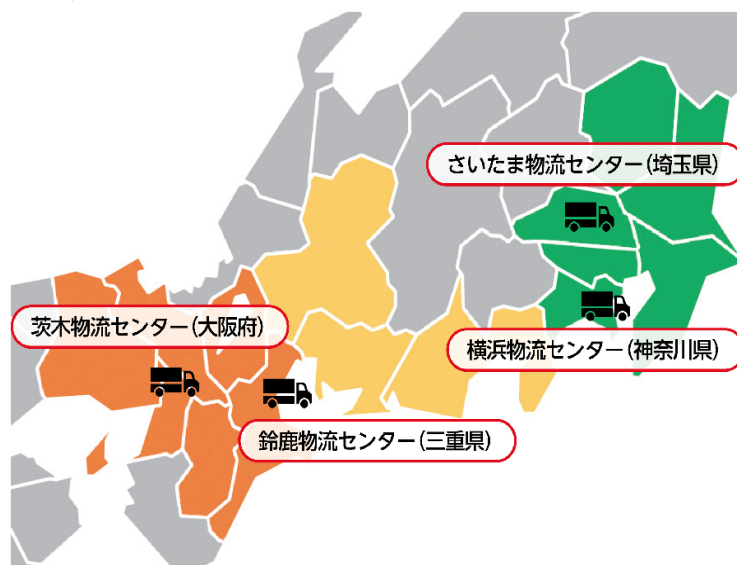 さいたま物流センター(埼玉県)
茨木物流センター(大阪府)
横浜物流センター(神奈川県)
鈴鹿物流センター(三重県)